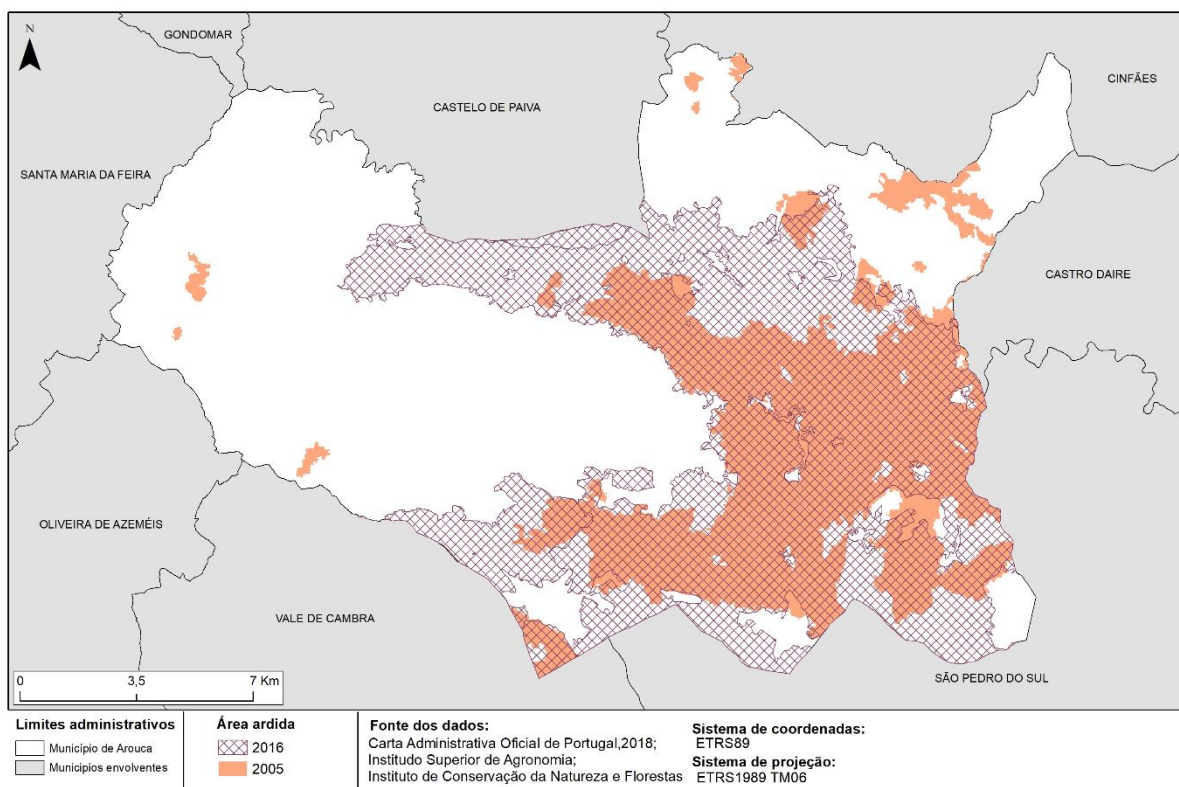 N
GONDOMAR
CINFÃES
CASTELO DE PAIVA
SANTA MARIA DA FEIRA
CASTRO DAIRE
OLIVEIRA DE AZEMÉIS
VALE DE CAMBRA
SÃO PEDRO DO SUL
0 3,5 7 Km
Limites administrativos
Município de Arouca
Municípios envolventes
Área ardida
2016
2005
Fonte dos dados:
Carta Administrativa Oficial de Portugal,2018;
Institudo Superior de Agronomia;
Instituto de Conservação da Natureza e Florestas
Sistema de coordenadas:
ETRS89
Sistema de projeção:
ETRS1989 TM06